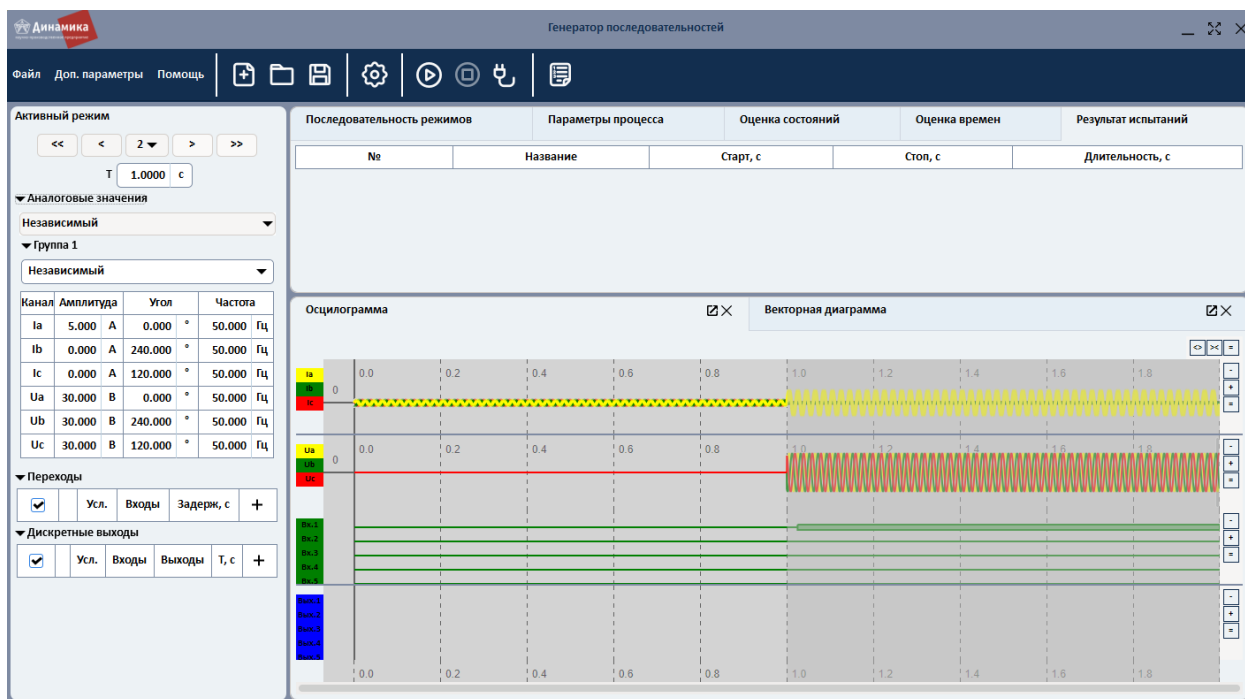 Динамика
Генератор последовательностей
Файл Доп. параметры Помощь
Активный режим
<< < 2 > >>
T 1.0000 с
Аналоговые значения
Независимый
Группа 1
Независимый
Канал Амплитуда Угол Частота
Ia 5.000 А 0.000 ° 50.000 Гц
Ib 0.000 А 240.000 ° 50.000 Гц
Ic 0.000 А 120.000 ° 50.000 Гц
Ua 30.000 В 0.000 ° 50.000 Гц
Ub 30.000 В 240.000 ° 50.000 Гц
Uc 30.000 В 120.000 ° 50.000 Гц
Переходы
Усл. Входы Задерж, с +
Дискретные выходы
Усл. Входы Выходы Т, с +
Последовательность режимов Параметры процесса Оценка состояний Оценка времен Результат испытаний
№ Название Старт, с Стоп, с Длительность, с
Осцилограмма Векторная диаграмма
<> >< =
Ia 0.0 0.2 0.4 0.6 0.8 1.0 1.2 1.4 1.6 1.8 -
Ib 0 +
Ic =
Ua 0.0 0.2 0.4 0.6 0.8 1.0 1.2 1.4 1.6 1.8 -
Ub 0 +
Uc =
Вх.1 -
Вх.2 +
Вх.3 =
Вх.4
Вх.5
Вых.1 -
Вых.2 +
Вых.3 =
Вых.4
0.0 0.2 0.4 0.6 0.8 1.0 1.2 1.4 1.6 1.8